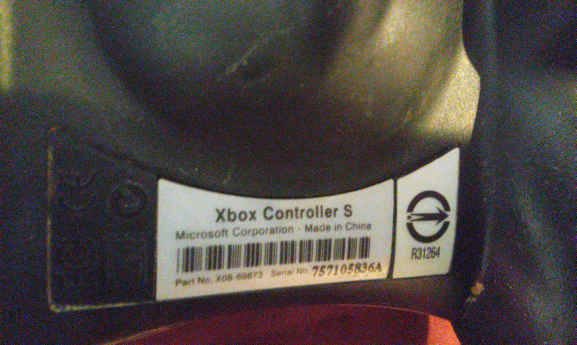 Xbox Controller S
Microsoft Corporation - Made in China
Part No. X08-69873 Serial No. 757105836A
R31264